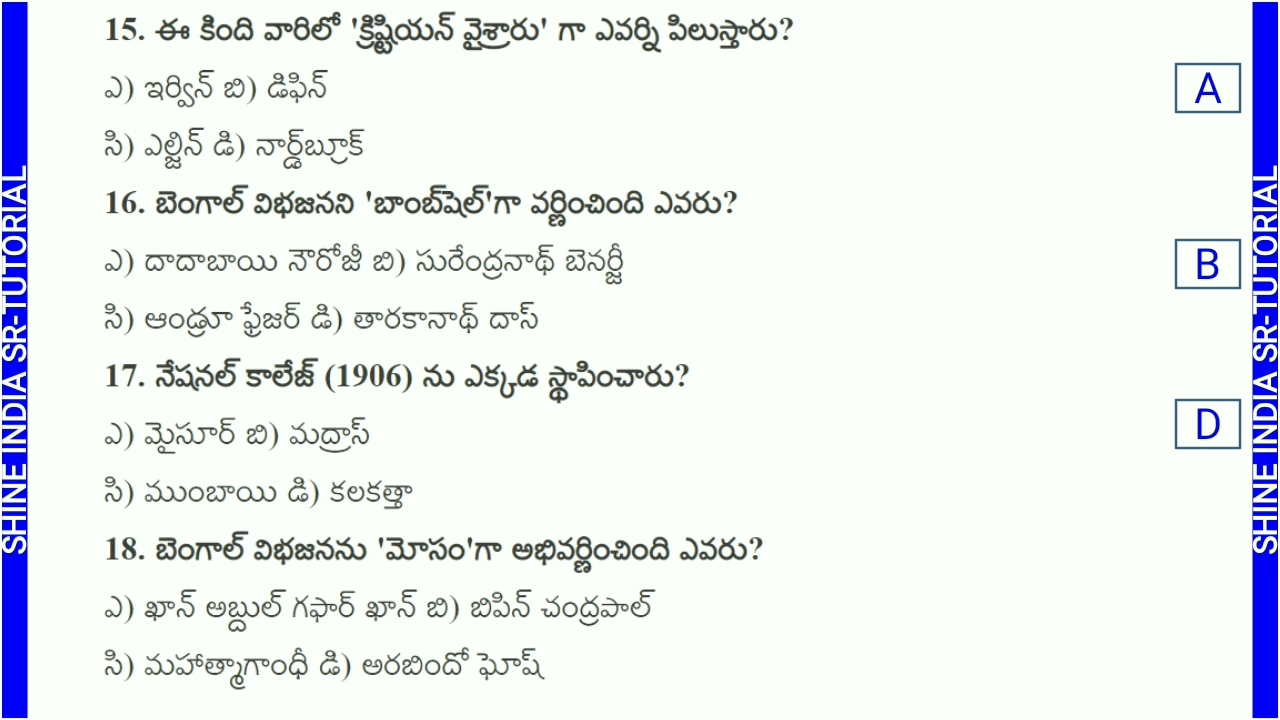 15. ఈ కింది వారిలో 'క్రిష్టియన్ వైశ్రారు' గా ఎవర్ని పిలుస్తారు?
ఎ) ఇర్విన్ బి) డిఫిన్
A
సి) ఎల్జిన్ డి) నార్డ్‌బ్రూక్
16. బెంగాల్ విభజనని 'బాంబ్‌షెల్'గా వర్ణించింది ఎవరు?
ఎ) దాదాబాయి నౌరోజీ బి) సురేంద్రనాథ్ బెనర్జీ
B
సి) ఆండ్రూ ఫ్రేజర్ డి) తారకానాథ్ దాస్
17. నేషనల్ కాలేజ్ (1906) ను ఎక్కడ స్థాపించారు?
ఎ) మైసూర్ బి) మద్రాస్
D
సి) ముంబాయి డి) కలకత్తా
18. బెంగాల్ విభజనను 'మోసం'గా అభివర్ణించింది ఎవరు?
ఎ) ఖాన్ అబ్దుల్ గఫార్ ఖాన్ బి) బిపిన్ చంద్రపాల్
సి) మహాత్మాగాంధీ డి) అరబిందో ఘోష్
SHINE INDIA SR-TUTORIAL
SHINE INDIA SR-TUTORIAL